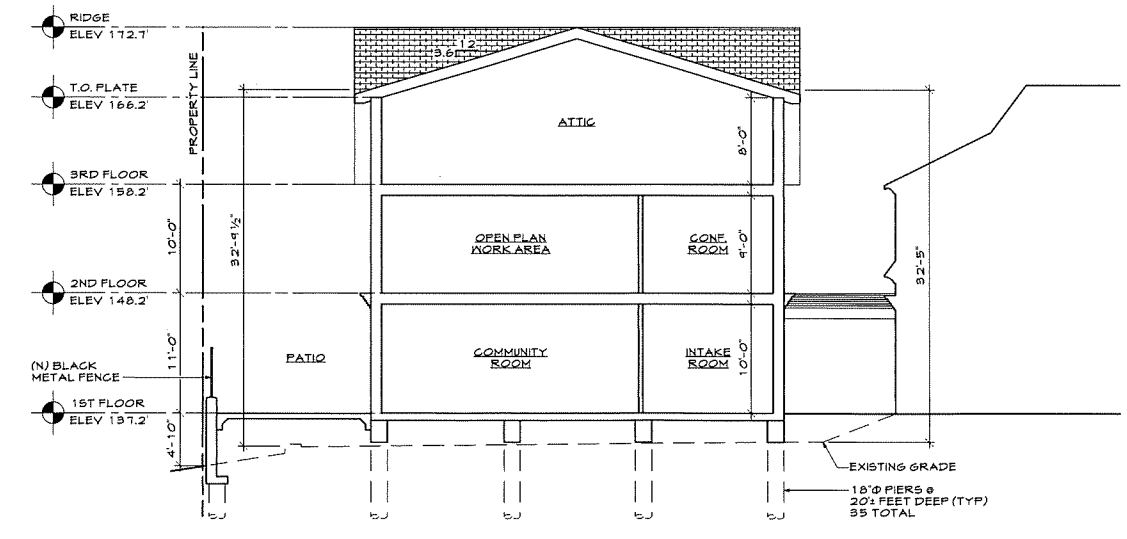 RIDGE
ELEV 172.7'
T.O. PLATE
ELEV 166.2'
3RD FLOOR
ELEV 158.2'
2ND FLOOR
ELEV 148.2'
(N) BLACK
METAL FENCE
1ST FLOOR
ELEV 137.2'
PROPERTY LINE
10'-0"
11'-0"
4'-10"
32'-9½"
12
3.6
ATTIC
8'-0"
OPEN PLAN
WORK AREA
CONF.
ROOM
9'-0"
PATIO
COMMUNITY
ROOM
INTAKE
ROOM
10'-0"
32'-5"
EXISTING GRADE
18"Φ PIERS @
20'± FEET DEEP (TYP)
35 TOTAL